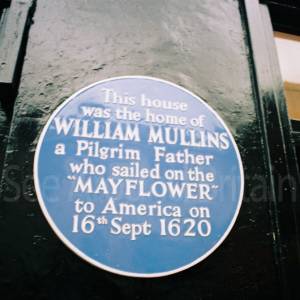 This house
was the home of
WILLIAM MULLINS
a Pilgrim Father
who sailed on the
"MAYFLOWER"
to America on
16th Sept 1620